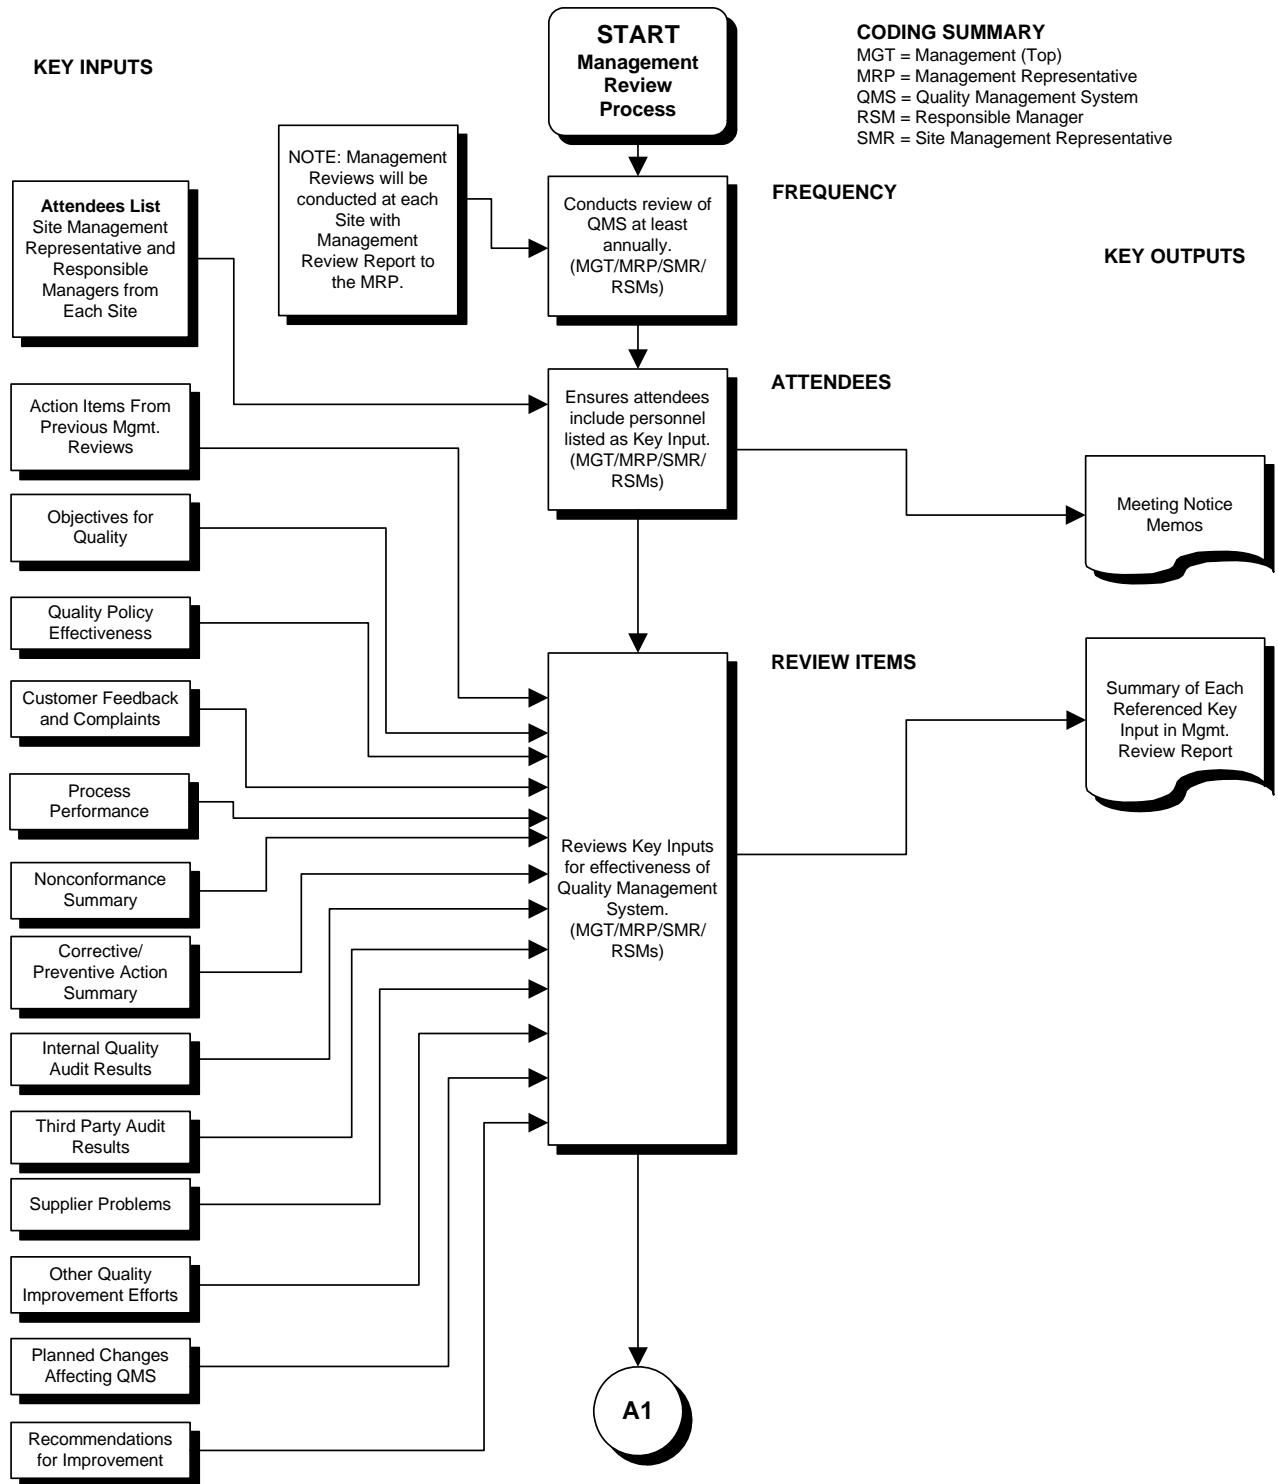 START
Management
Review
Process
CODING SUMMARY
MGT = Management (Top)
MRP = Management Representative
QMS = Quality Management System
RSM = Responsible Manager
SMR = Site Management Representative
KEY INPUTS
NOTE: Management
Reviews will be
conducted at each
Site with
Management
Review Report to
the MRP.
Conducts review of
QMS at least
annually.
(MGT/MRP/SMR/
RSMs)
FREQUENCY
KEY OUTPUTS
Attendees List
Site Management
Representative and
Responsible
Managers from
Each Site
Ensures attendees
include personnel
listed as Key Input.
(MGT/MRP/SMR/
RSMs)
ATTENDEES
Meeting Notice
Memos
Action Items From
Previous Mgmt.
Reviews
Objectives for
Quality
Quality Policy
Effectiveness
Customer Feedback
and Complaints
Process
Performance
Nonconformance
Summary
Corrective/
Preventive Action
Summary
Internal Quality
Audit Results
Third Party Audit
Results
Supplier Problems
Other Quality
Improvement Efforts
Planned Changes
Affecting QMS
Recommendations
for Improvement
Reviews Key Inputs
for effectiveness of
Quality Management
System.
(MGT/MRP/SMR/
RSMs)
REVIEW ITEMS
Summary of Each
Referenced Key
Input in Mgmt.
Review Report
A1